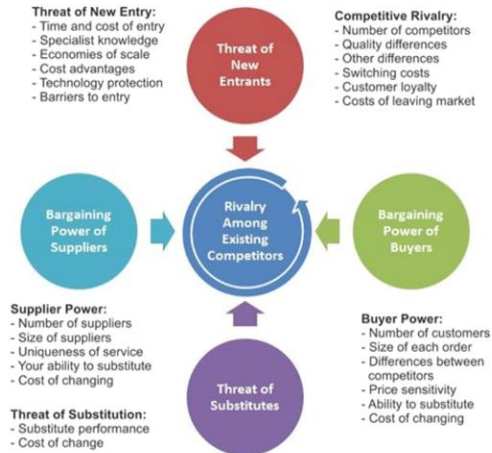 Threat of New Entry:
- Time and cost of entry
- Specialist knowledge
- Economies of scale
- Cost advantages
- Technology protection
- Barriers to entry
Threat of
New
Entrants
Competitive Rivalry:
- Number of competitors
- Quality differences
- Other differences
- Switching costs
- Customer loyalty
- Costs of leaving market
Bargaining
Power of
Suppliers
Rivalry
Among
Existing
Competitors
Bargaining
Power of
Buyers
Supplier Power:
- Number of suppliers
- Size of suppliers
- Uniqueness of service
- Your ability to substitute
- Cost of changing
Threat of Substitution:
- Substitute performance
- Cost of change
Threat of
Substitutes
Buyer Power:
- Number of customers
- Size of each order
- Differences between
competitors
- Price sensitivity
- Ability to substitute
- Cost of changing